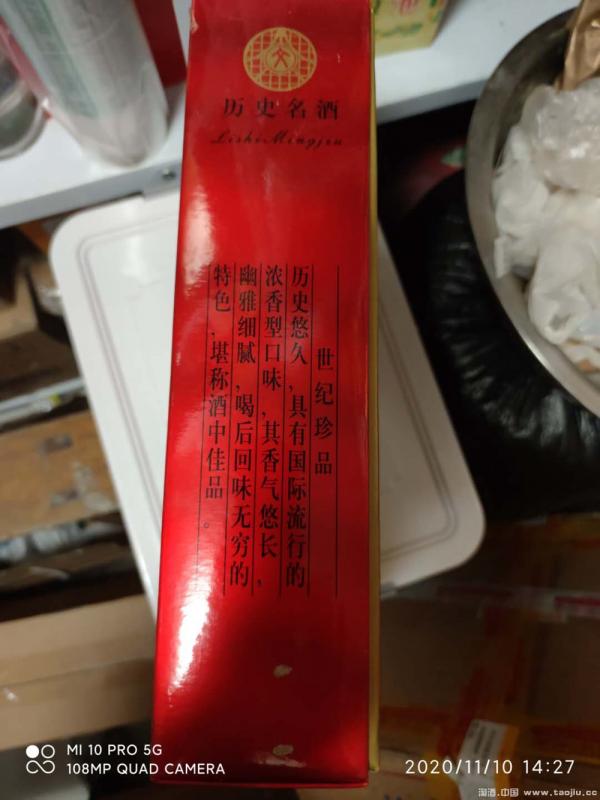 历史名酒
LishiMingjiu
世纪珍品
历史悠久,具有国际流行的
浓香型口味,其香气悠长,
幽雅细腻,喝后回味无穷的
特色,堪称酒中佳品。
MI 10 PRO 5G
108MP QUAD CAMERA
2020/11/10 14:27
淘酒.中国 www.taojiu.cc